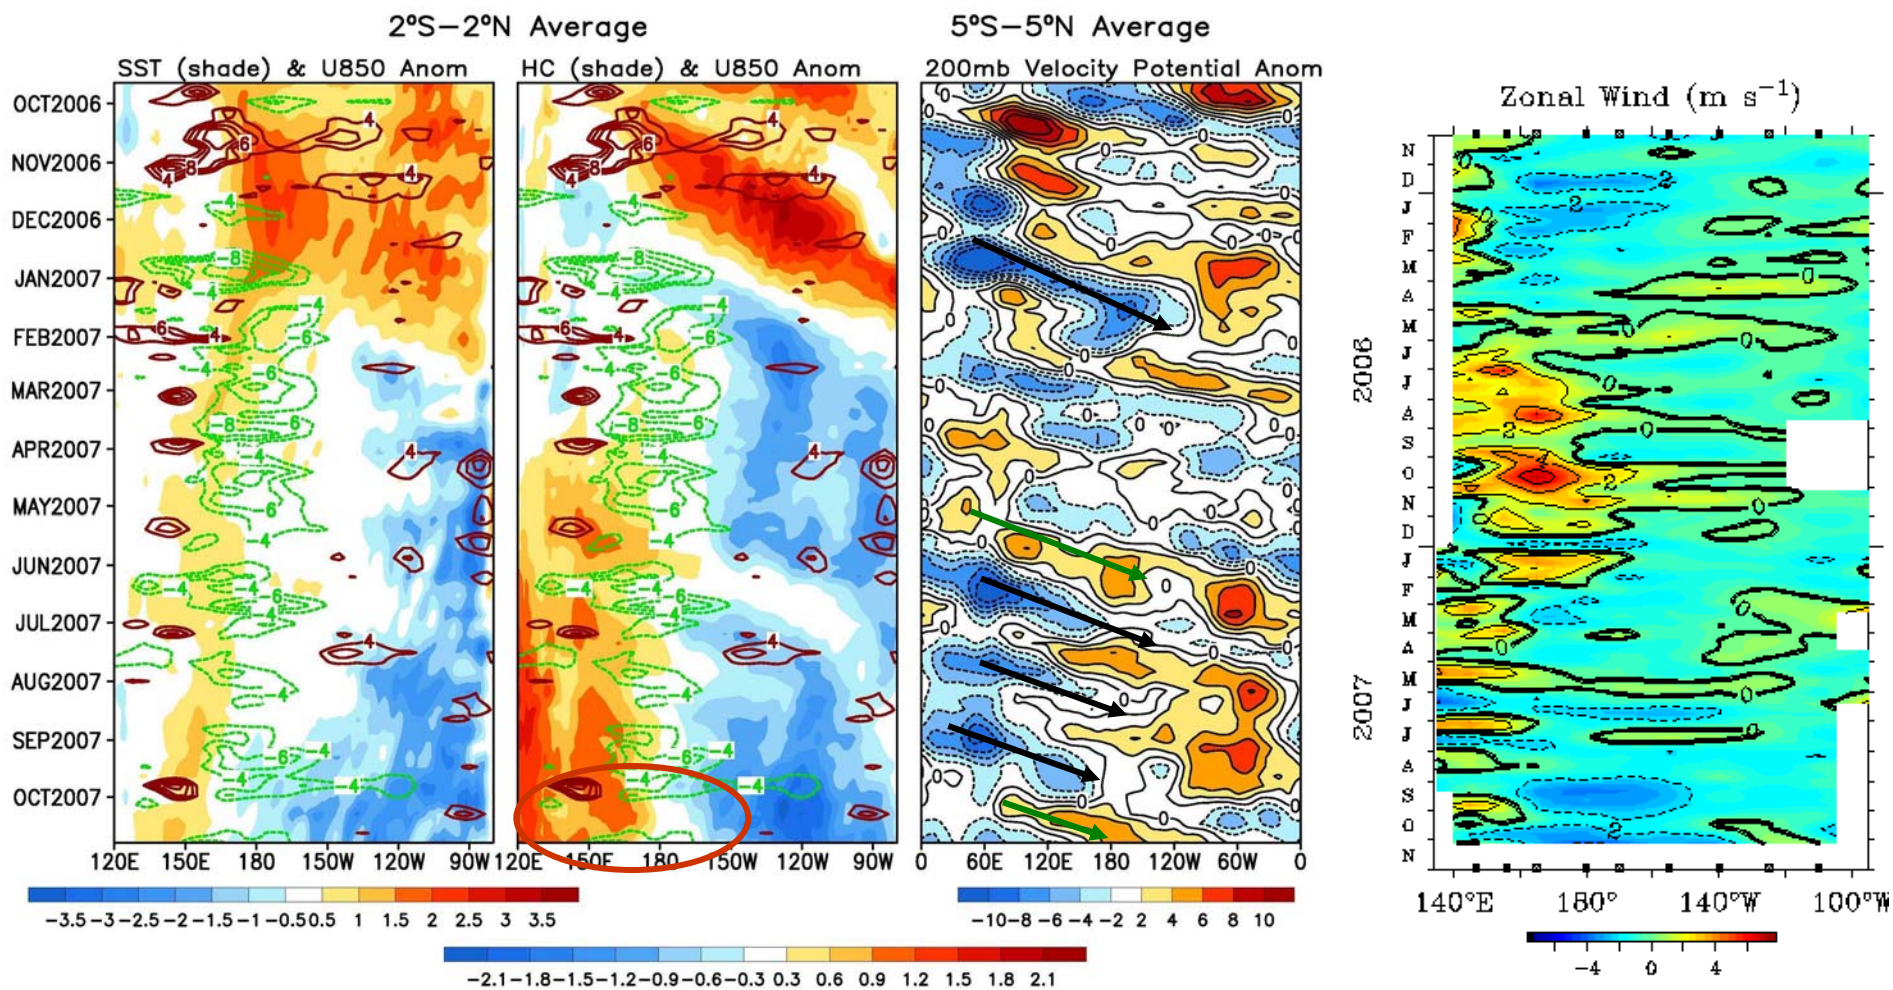 2°S–2°N Average
5°S–5°N Average
SST (shade) & U850 Anom
HC (shade) & U850 Anom
200mb Velocity Potential Anom
Zonal Wind (m s⁻¹)
OCT2006
NOV2006
DEC2006
JAN2007
FEB2007
MAR2007
APR2007
MAY2007
JUN2007
JUL2007
AUG2007
SEP2007
OCT2007
120E 150E 180 150W 120W 90W
120E 150E 180 150W 120W 90W
0 60E 120E 180 120W 60W 0
N
D
J
F
M
A
M
J
J
A
S
O
N
D
J
F
M
A
M
J
J
A
S
O
N
2006
2007
140°E 180° 140°W 100°W
-3.5 -3 -2.5 -2 -1.5 -1 -0.5 0.5 1 1.5 2 2.5 3 3.5
-10 -8 -6 -4 -2 2 4 6 8 10
-4 0 4
-2.1 -1.8 -1.5 -1.2 -0.9 -0.6 -0.3 0.3 0.6 0.9 1.2 1.5 1.8 2.1